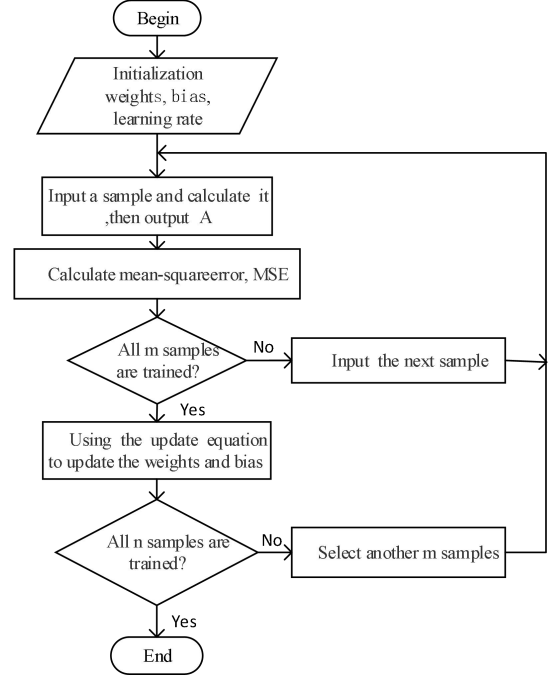 Begin
Initialization
weights, bias,
learning rate
Input a sample and calculate it
,then output A
Calculate mean-squareerror, MSE
All m samples
are trained?
No
Input the next sample
Yes
Using the update equation
to update the weights and bias
All n samples are
trained?
No
Select another m samples
Yes
End